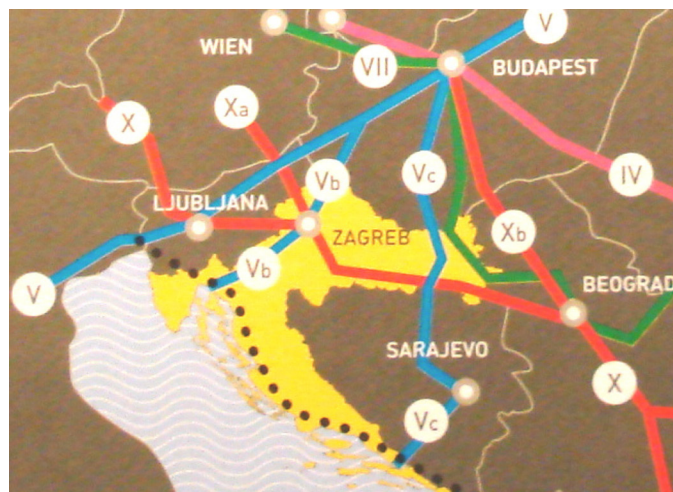 V
WIEN
VII
BUDAPEST
Xa
X
Vb
Vc
IV
LJUBLJANA
Xb
ZAGREB
Vb
V
BEOGRAD
SARAJEVO
X
Vc